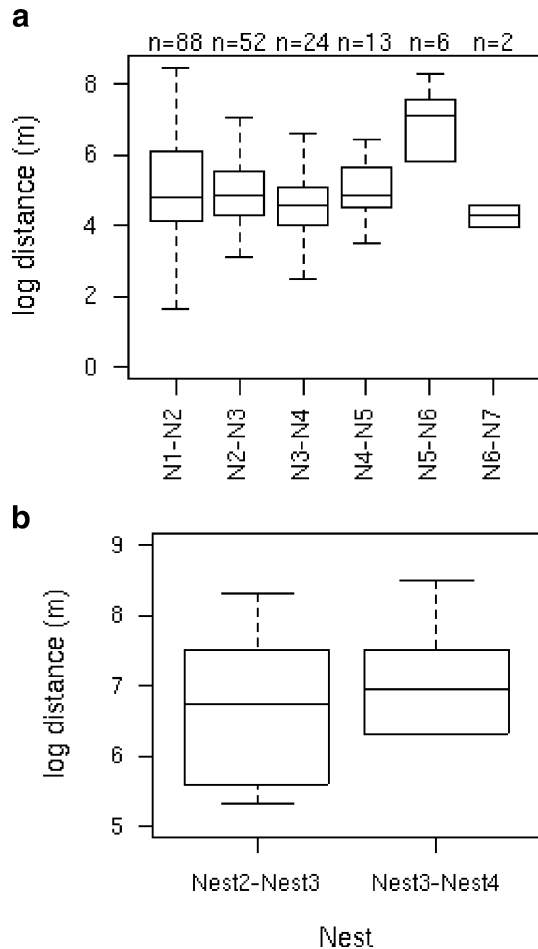 a
n=88 n=52 n=24 n=13 n=6 n=2
8
6
4
2
0
log distance (m)
N1-N2
N2-N3
N3-N4
N4-N5
N5-N6
N6-N7
b
9
8
7
6
5
log distance (m)
Nest2-Nest3 Nest3-Nest4
Nest